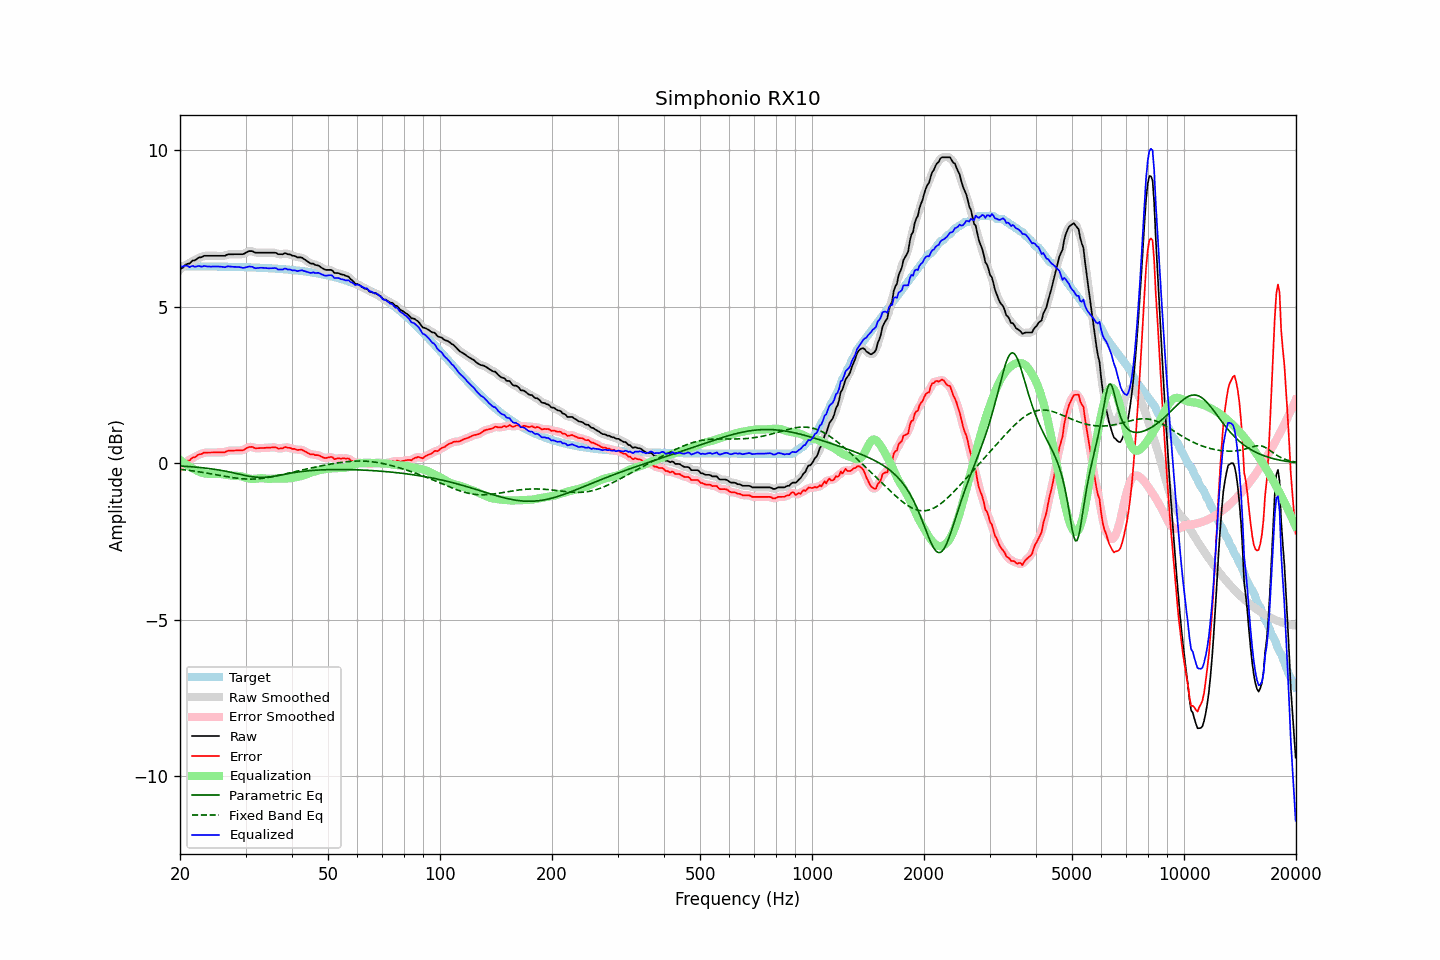 Simphonio RX10
Amplitude (dBr)
10
5
0
−5
−10
Target
Raw Smoothed
Error Smoothed
Raw
Error
Equalization
Parametric Eq
Fixed Band Eq
Equalized
20 50 100 200 500 1000 2000 5000 10000 20000
Frequency (Hz)